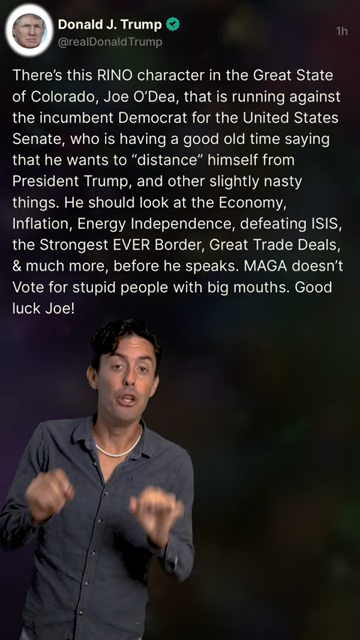 Donald J. Trump
@realDonaldTrump
1h
There’s this RINO character in the Great State
of Colorado, Joe O’Dea, that is running against
the incumbent Democrat for the United States
Senate, who is having a good old time saying
that he wants to “distance” himself from
President Trump, and other slightly nasty
things. He should look at the Economy,
Inflation, Energy Independence, defeating ISIS,
the Strongest EVER Border, Great Trade Deals,
& much more, before he speaks. MAGA doesn’t
Vote for stupid people with big mouths. Good
luck Joe!